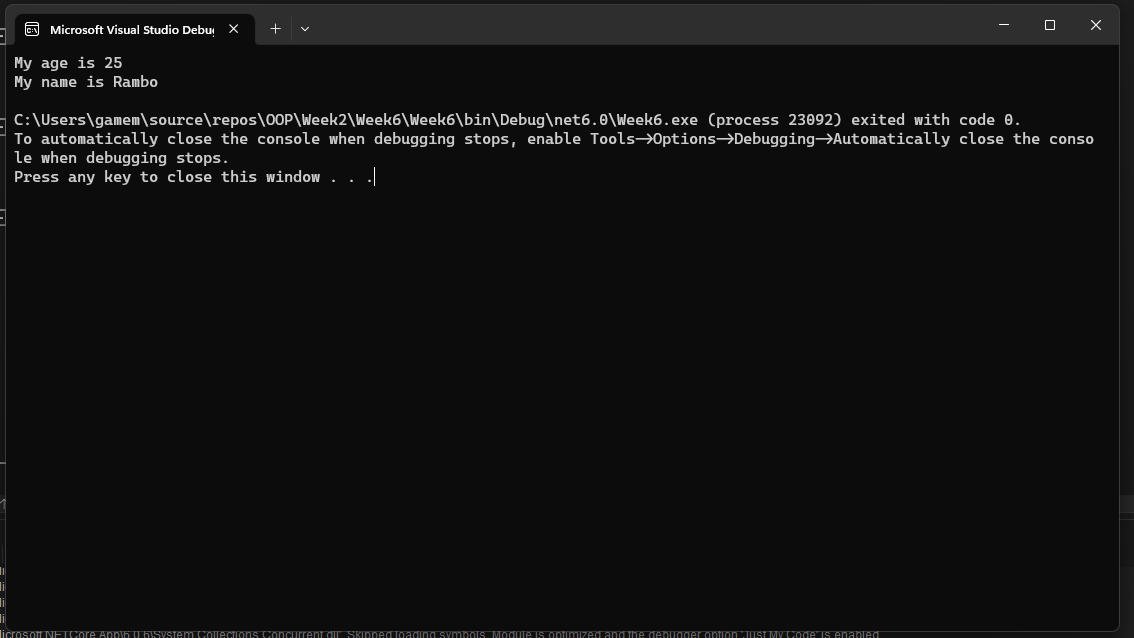 Microsoft Visual Studio Debug
My age is 25
My name is Rambo
C:\Users\gamem\source\repos\OOP\Week2\Week6\Week6\bin\Debug\net6.0\Week6.exe (process 23092) exited with code 0.
To automatically close the console when debugging stops, enable Tools->Options->Debugging->Automatically close the conso
le when debugging stops.
Press any key to close this window . . .
icrosoft.NETCore.App\6.0.6\System.Collections.Concurrent.dll'. Skipped loading symbols. Module is optimized and the debugger option 'Just My Code' is enabled